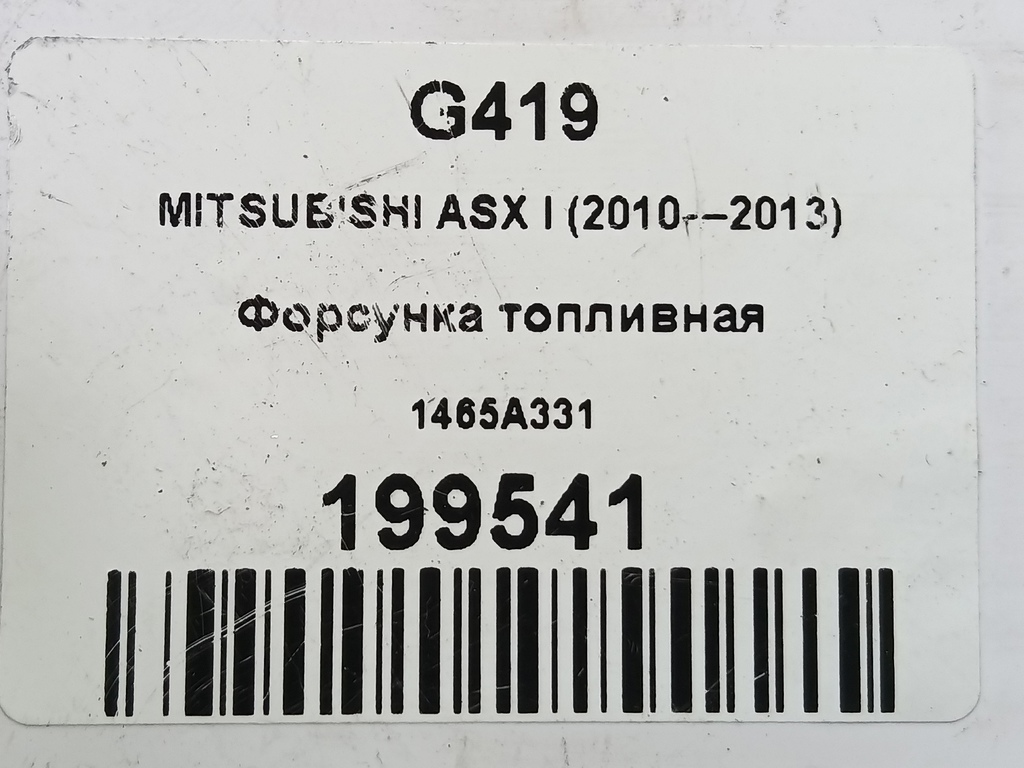 G419
MITSUBISHI ASX I (2010--–2013)
Форсунка топливная
1465A331
199541